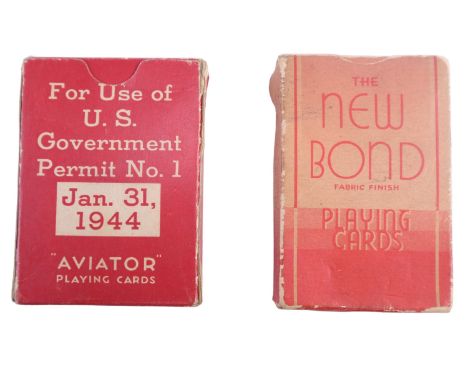 For Use of
U. S.
Government
Permit No. 1
Jan. 31,
1944
"AVIATOR"
PLAYING CARDS
THE
NEW
BOND
FABRIC FINISH
PLAYING
CARDS